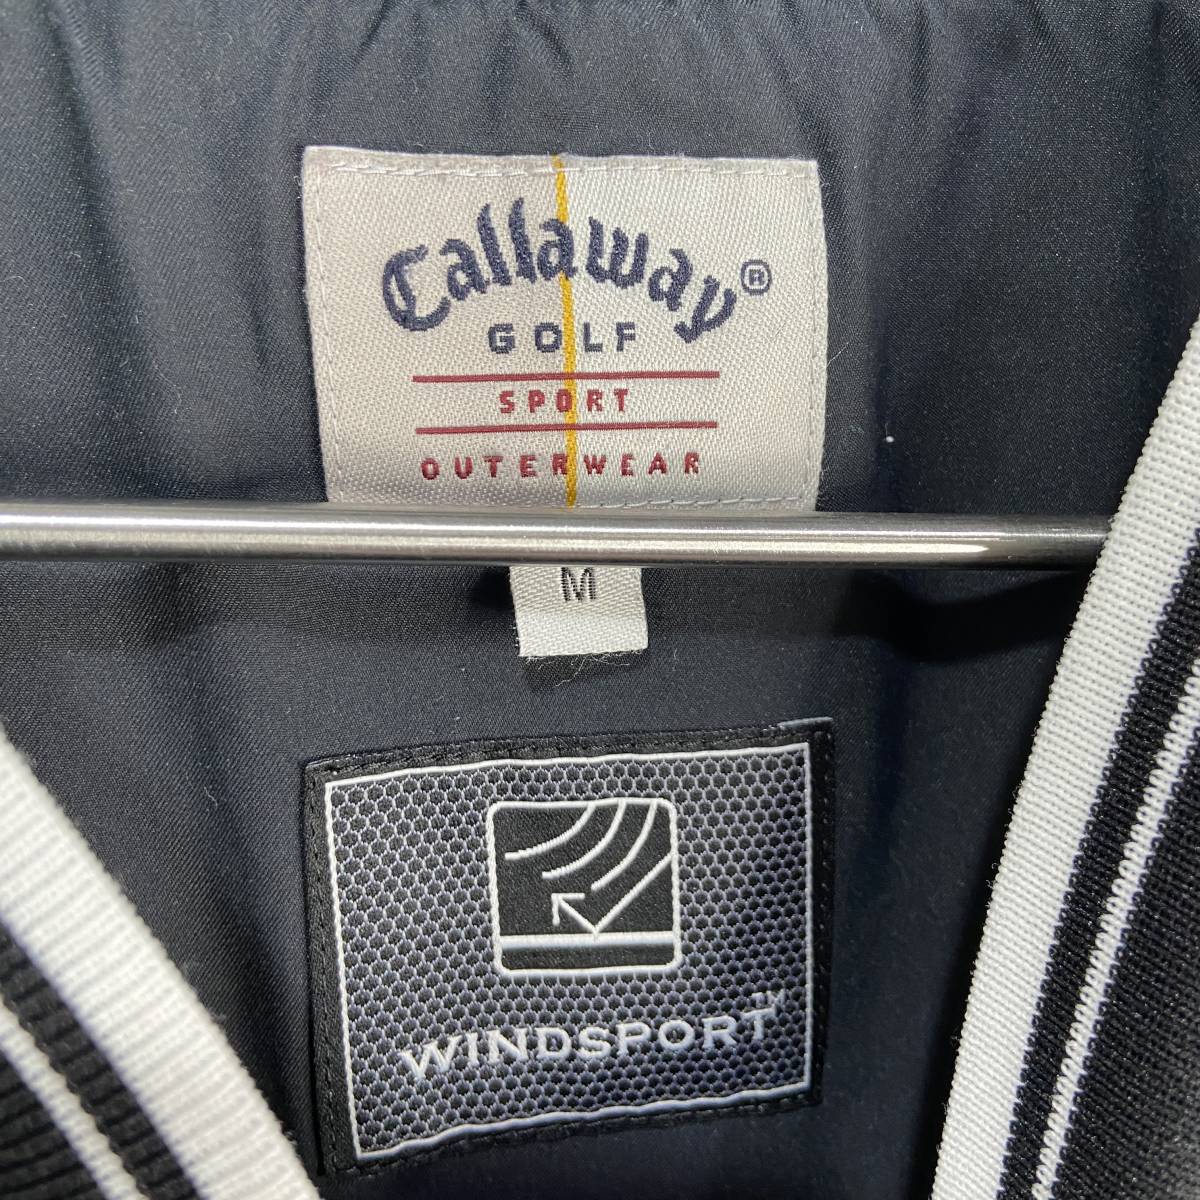 Callaway®
GOLF
SPORT
OUTERWEAR
M
WINDSPORT™